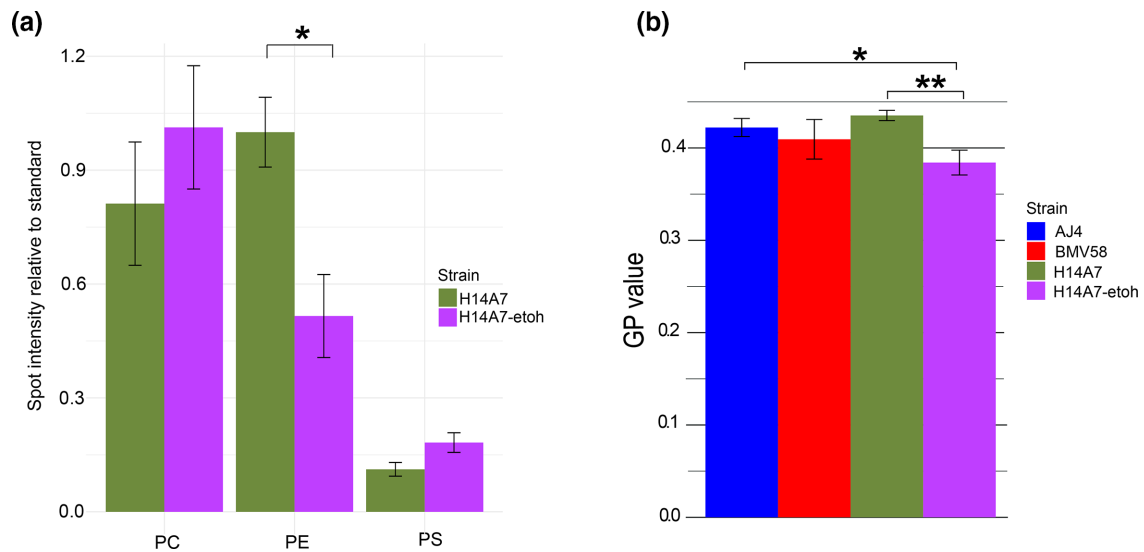 (a)
*
1.2
0.9
0.6
0.3
0.0
Spot intensity relative to standard
PC
PE
PS
Strain
H14A7
H14A7-etoh
(b)
*
**
0.4
0.3
0.2
0.1
0.0
GP value
Strain
AJ4
BMV58
H14A7
H14A7-etoh